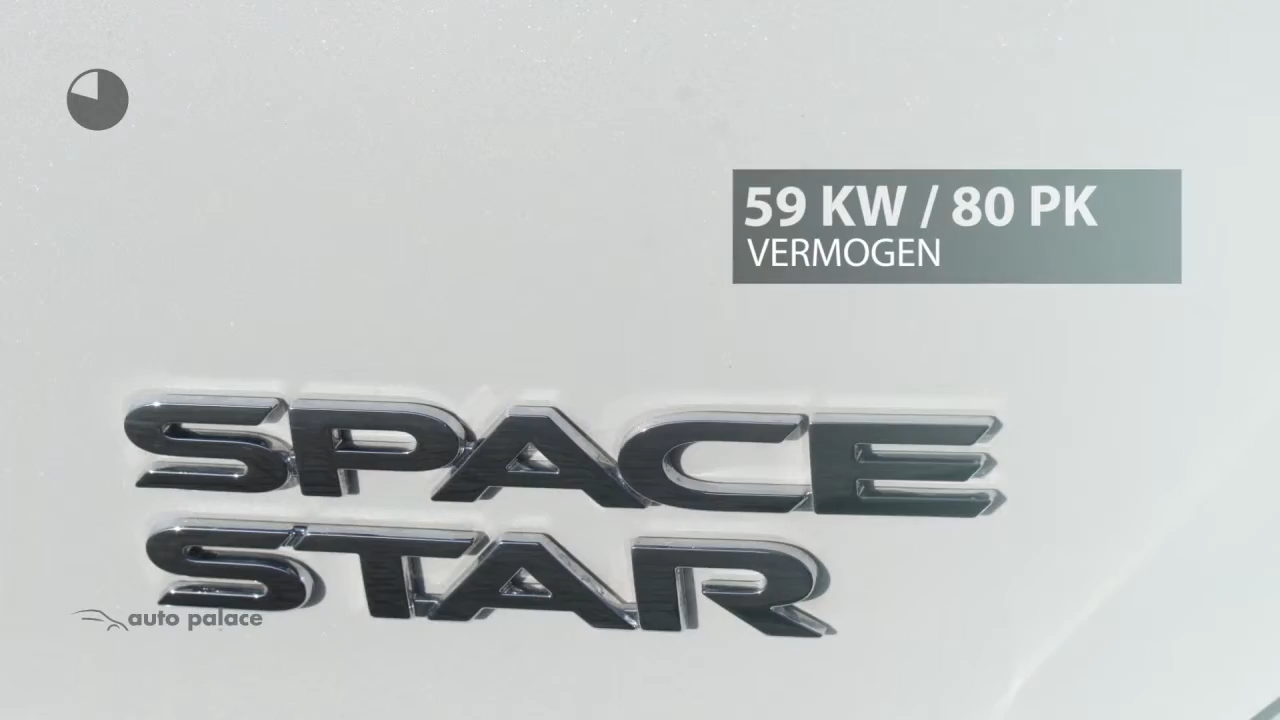 59 KW / 80 PK
VERMOGEN
SPACE
STAR
auto palace